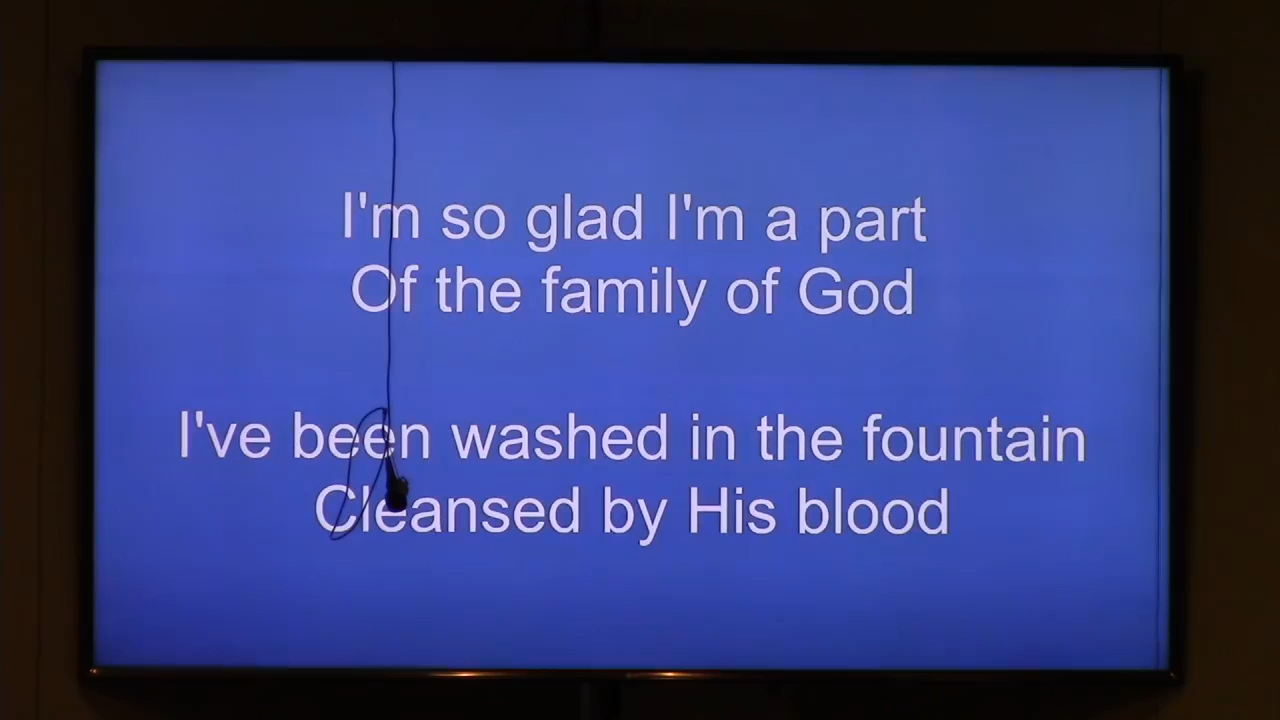 I'm so glad I'm a part
Of the family of God
I've been washed in the fountain
Cleansed by His blood